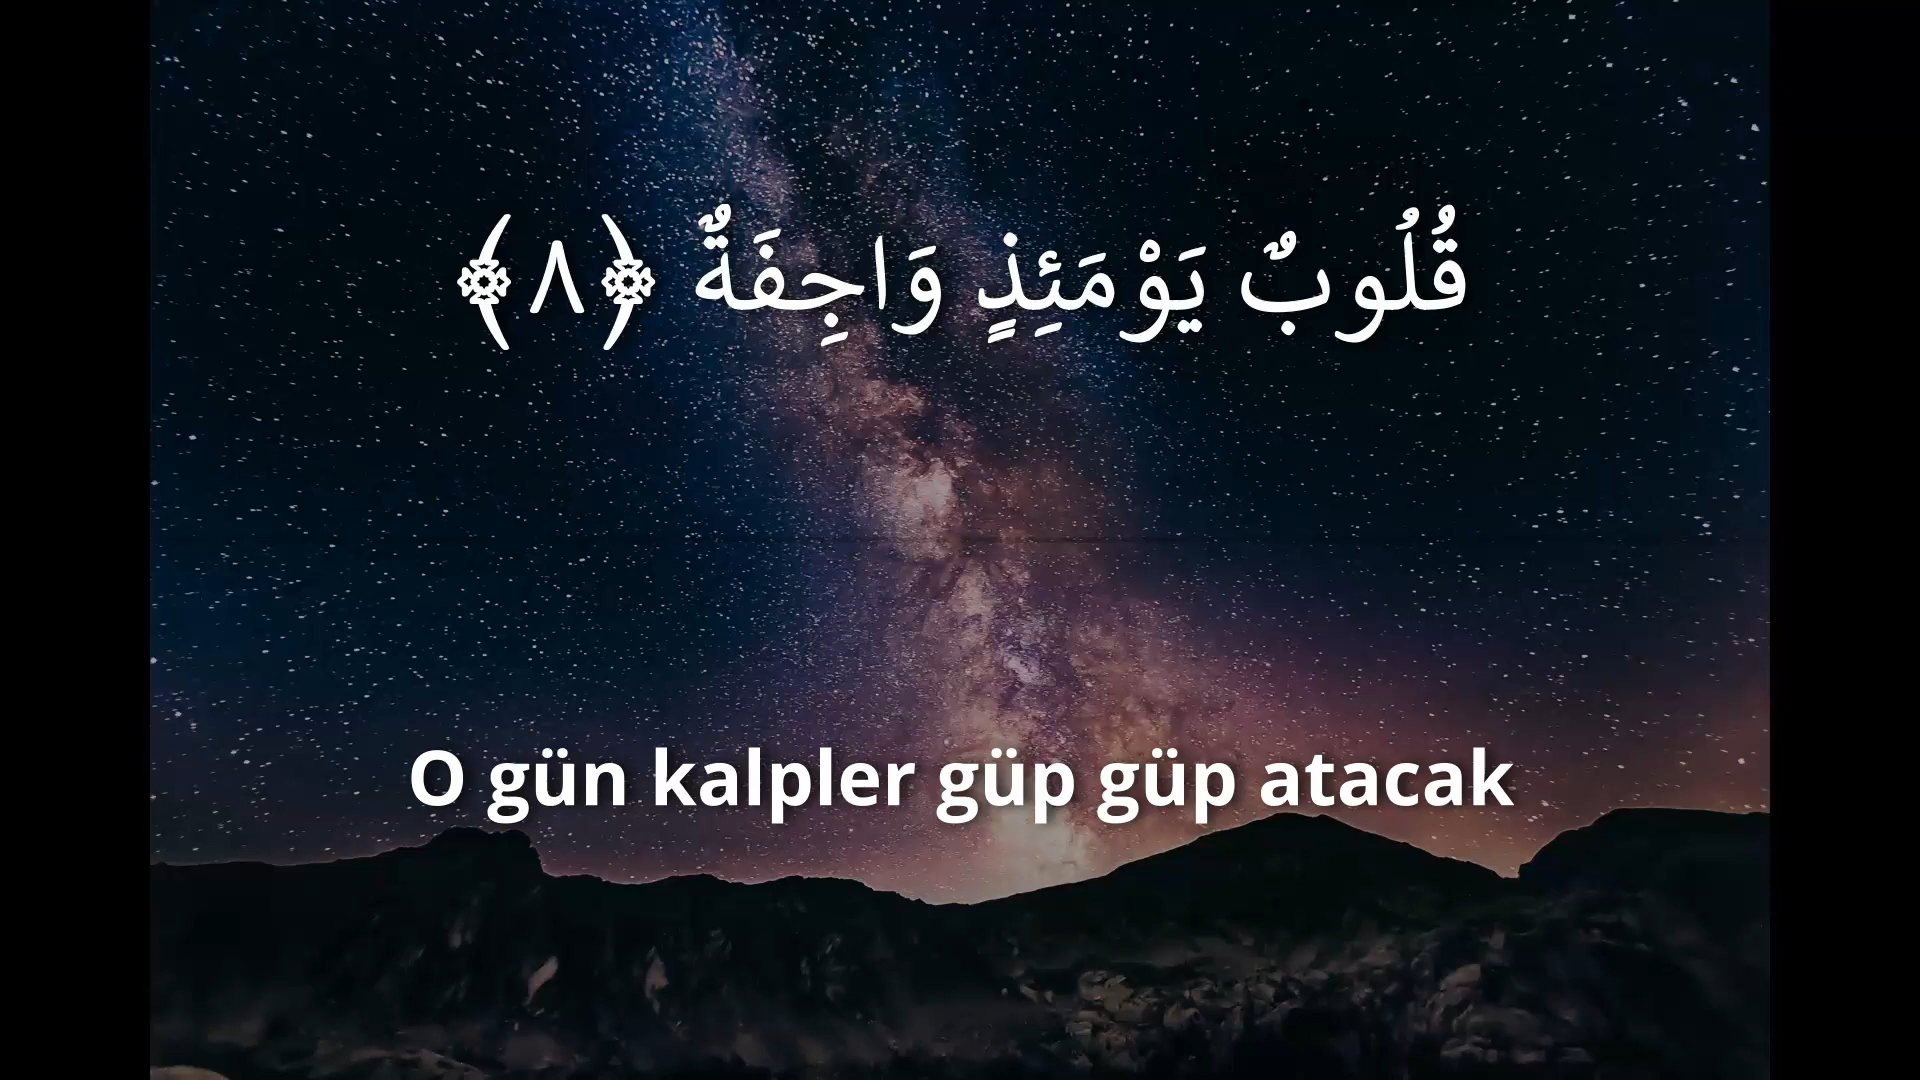 قُلُوبٌ يَوْمَئِذٍ وَاجِفَةٌ ﴿٨﴾
O gün kalpler güp güp atacak